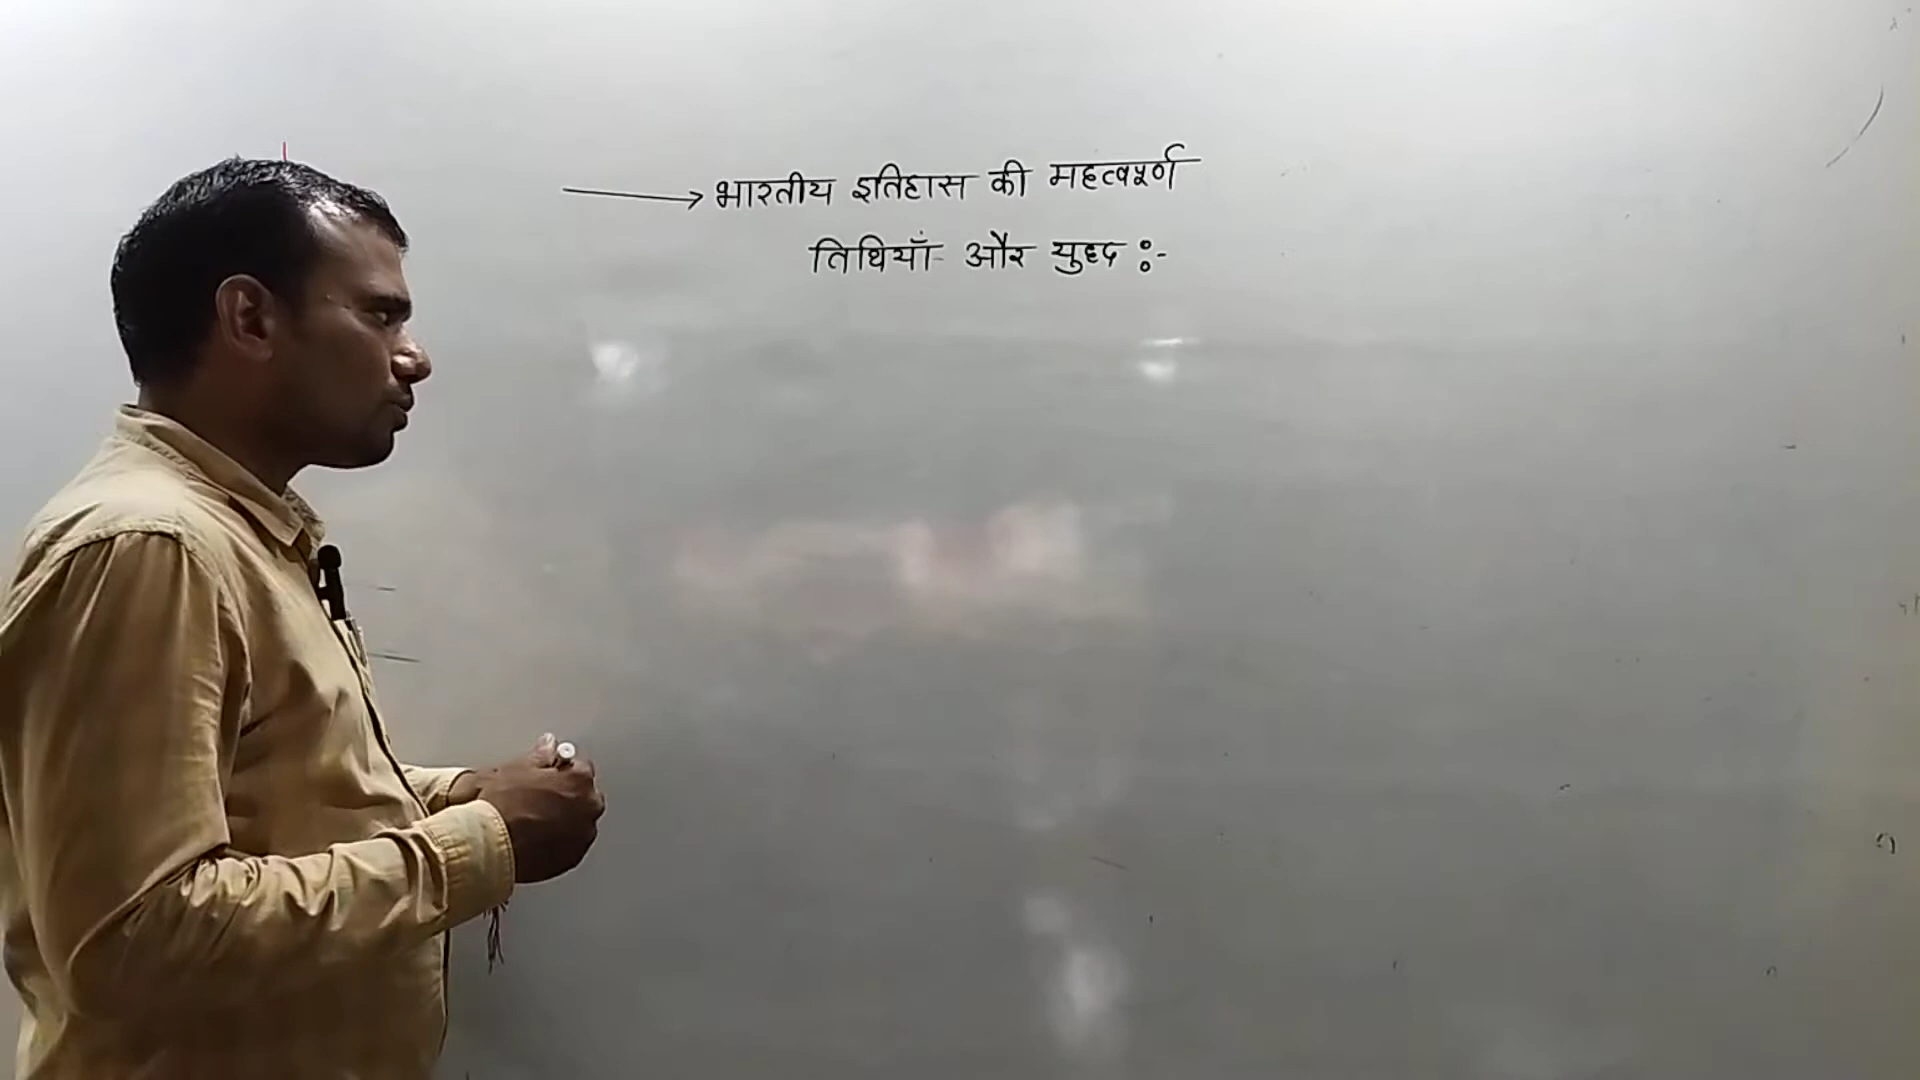 → भारतीय इतिहास की महत्वपूर्ण
तिथियाँ और युद्ध :-